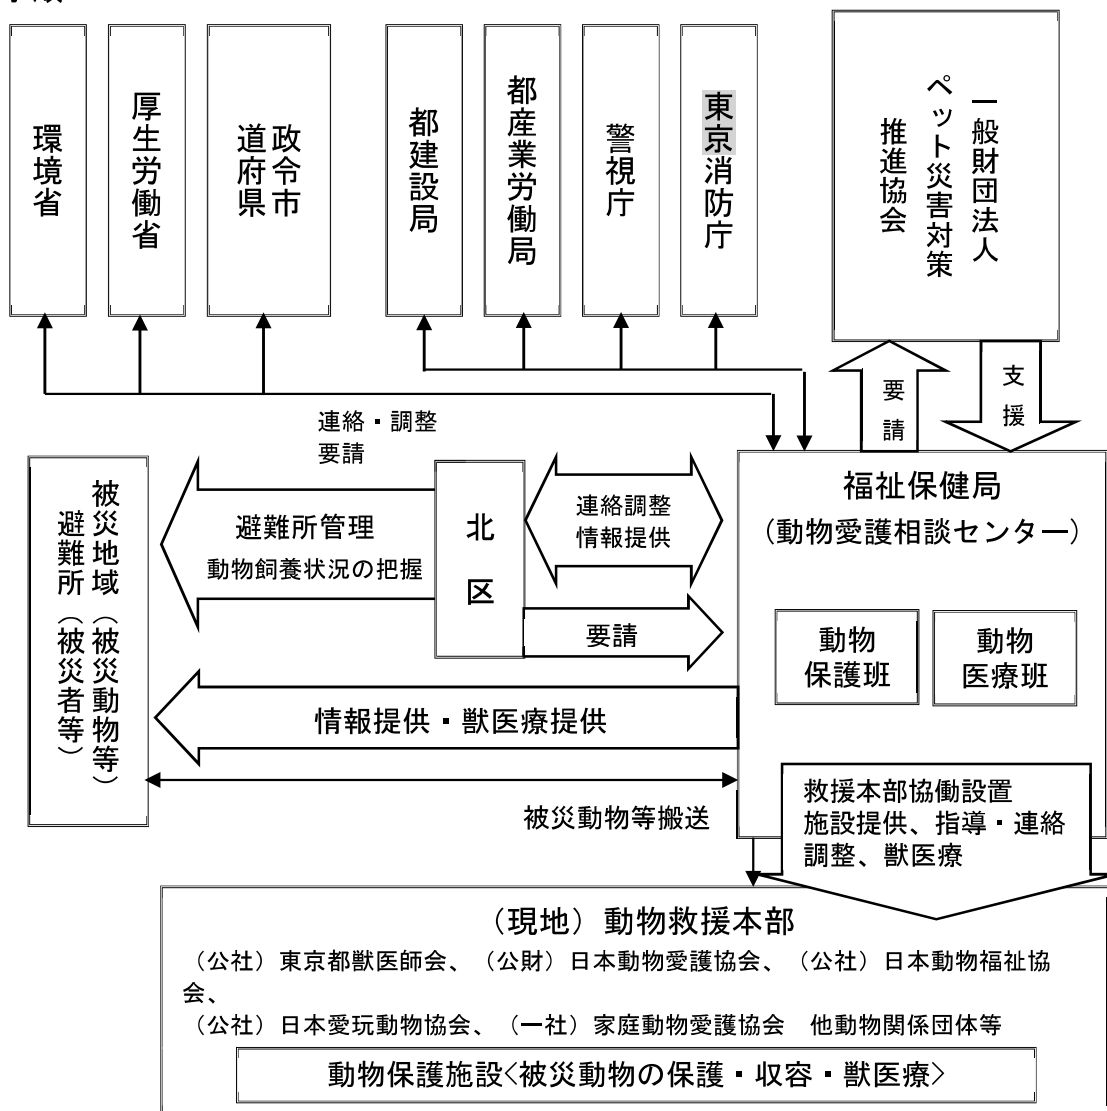 環境省
厚生労働省
政令市
道府県
都建設局
都産業労働局
警視庁
東京消防庁
一般財団法人
ペット災害対策
推進協会
要請
支援
連絡・調整
要請
被災地域（被災動物等）
避難所（被災者等）
避難所管理
動物飼養状況の把握
北区
連絡調整
情報提供
要請
福祉保健局
（動物愛護相談センター）
動物
保護班
動物
医療班
情報提供・獣医療提供
被災動物等搬送
救援本部協働設置
施設提供、指導・連絡
調整、獣医療
（現地）動物救援本部
（公社）東京都獣医師会、（公財）日本動物愛護協会、（公社）日本動物福祉協
会、
（公社）日本愛玩動物協会、（一社）家庭動物愛護協会　他動物関係団体等
動物保護施設<被災動物の保護・収容・獣医療>